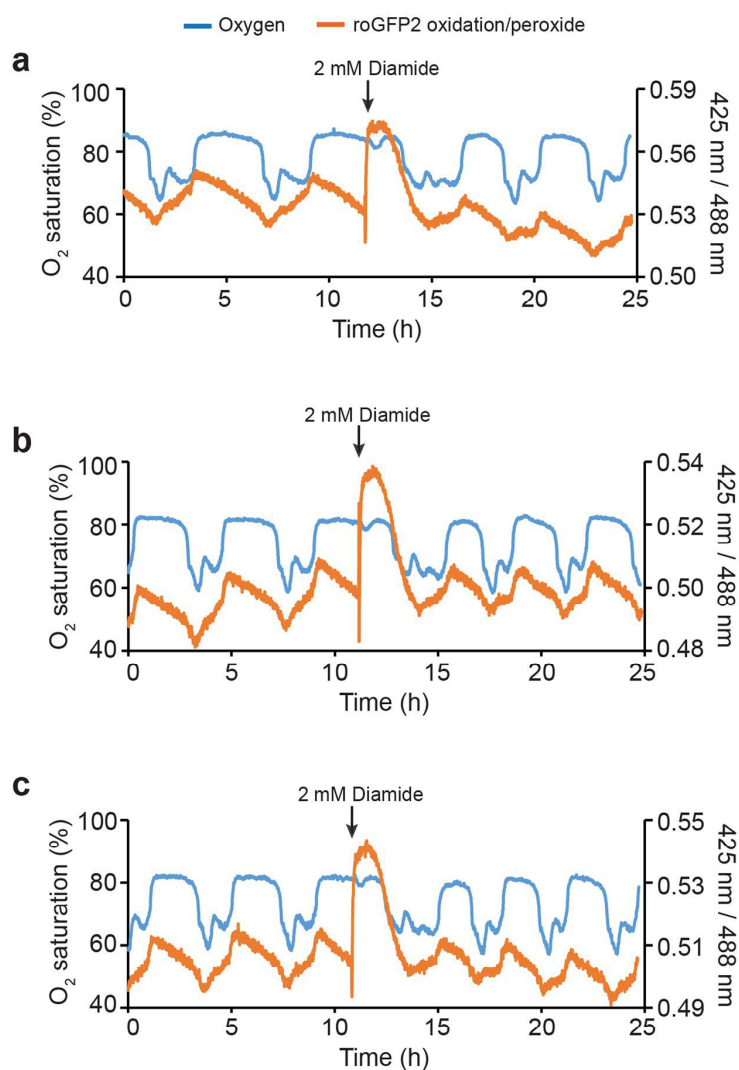 Oxygen roGFP2 oxidation/peroxide
a
2 mM Diamide
O2 saturation (%)
100
80
60
40
0.59
0.56
0.53
0.50
425 nm / 488 nm
0 5 10 15 20 25
Time (h)
b
2 mM Diamide
O2 saturation (%)
100
80
60
40
0.54
0.52
0.50
0.48
425 nm / 488 nm
0 5 10 15 20 25
Time (h)
c
2 mM Diamide
O2 saturation (%)
100
80
60
40
0.55
0.53
0.51
0.49
425 nm / 488 nm
0 5 10 15 20 25
Time (h)